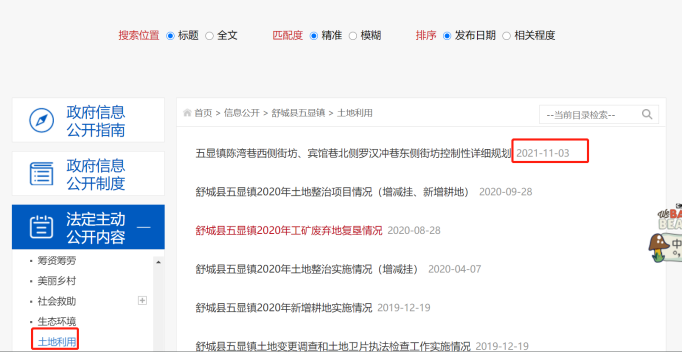 搜索位置 标题 全文 匹配度 精准 模糊 排序 发布日期 相关程度
政府信息
公开指南
政府信息
公开制度
法定主动
公开内容
筹资筹劳
美丽乡村
社会救助
生态环境
土地利用
首页 > 信息公开 > 舒城县五显镇 > 土地利用 --当前目录检索--
五显镇陈湾巷西侧街坊、宾馆巷北侧罗汉冲巷东侧街坊控制性详细规划 2021-11-03
舒城县五显镇2020年土地整治项目情况（增减挂、新增耕地） 2020-09-28
舒城县五显镇2020年工矿废弃地复垦情况 2020-08-28
舒城县五显镇2020年土地整治实施情况（增减挂） 2020-04-07
舒城县五显镇2020年新增耕地实施情况 2019-12-19
舒城县五显镇土地变更调查和土地卫片执法检查工作实施情况 2019-12-19
中